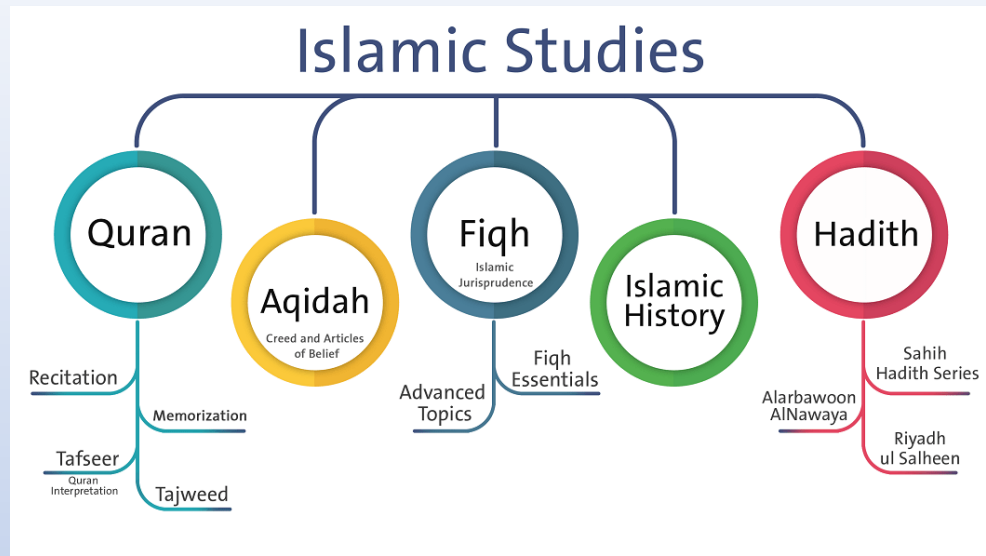 Islamic Studies
Quran
Aqidah
Creed and Articles
of Belief
Fiqh
Islamic
Jurisprudence
Islamic
History
Hadith
Recitation
Memorization
Tafseer
Quran
Interpretation
Tajweed
Advanced
Topics
Fiqh
Essentials
Sahih
Hadith Series
Alarbawoon
AlNawaya
Riyadh
ul Salheen